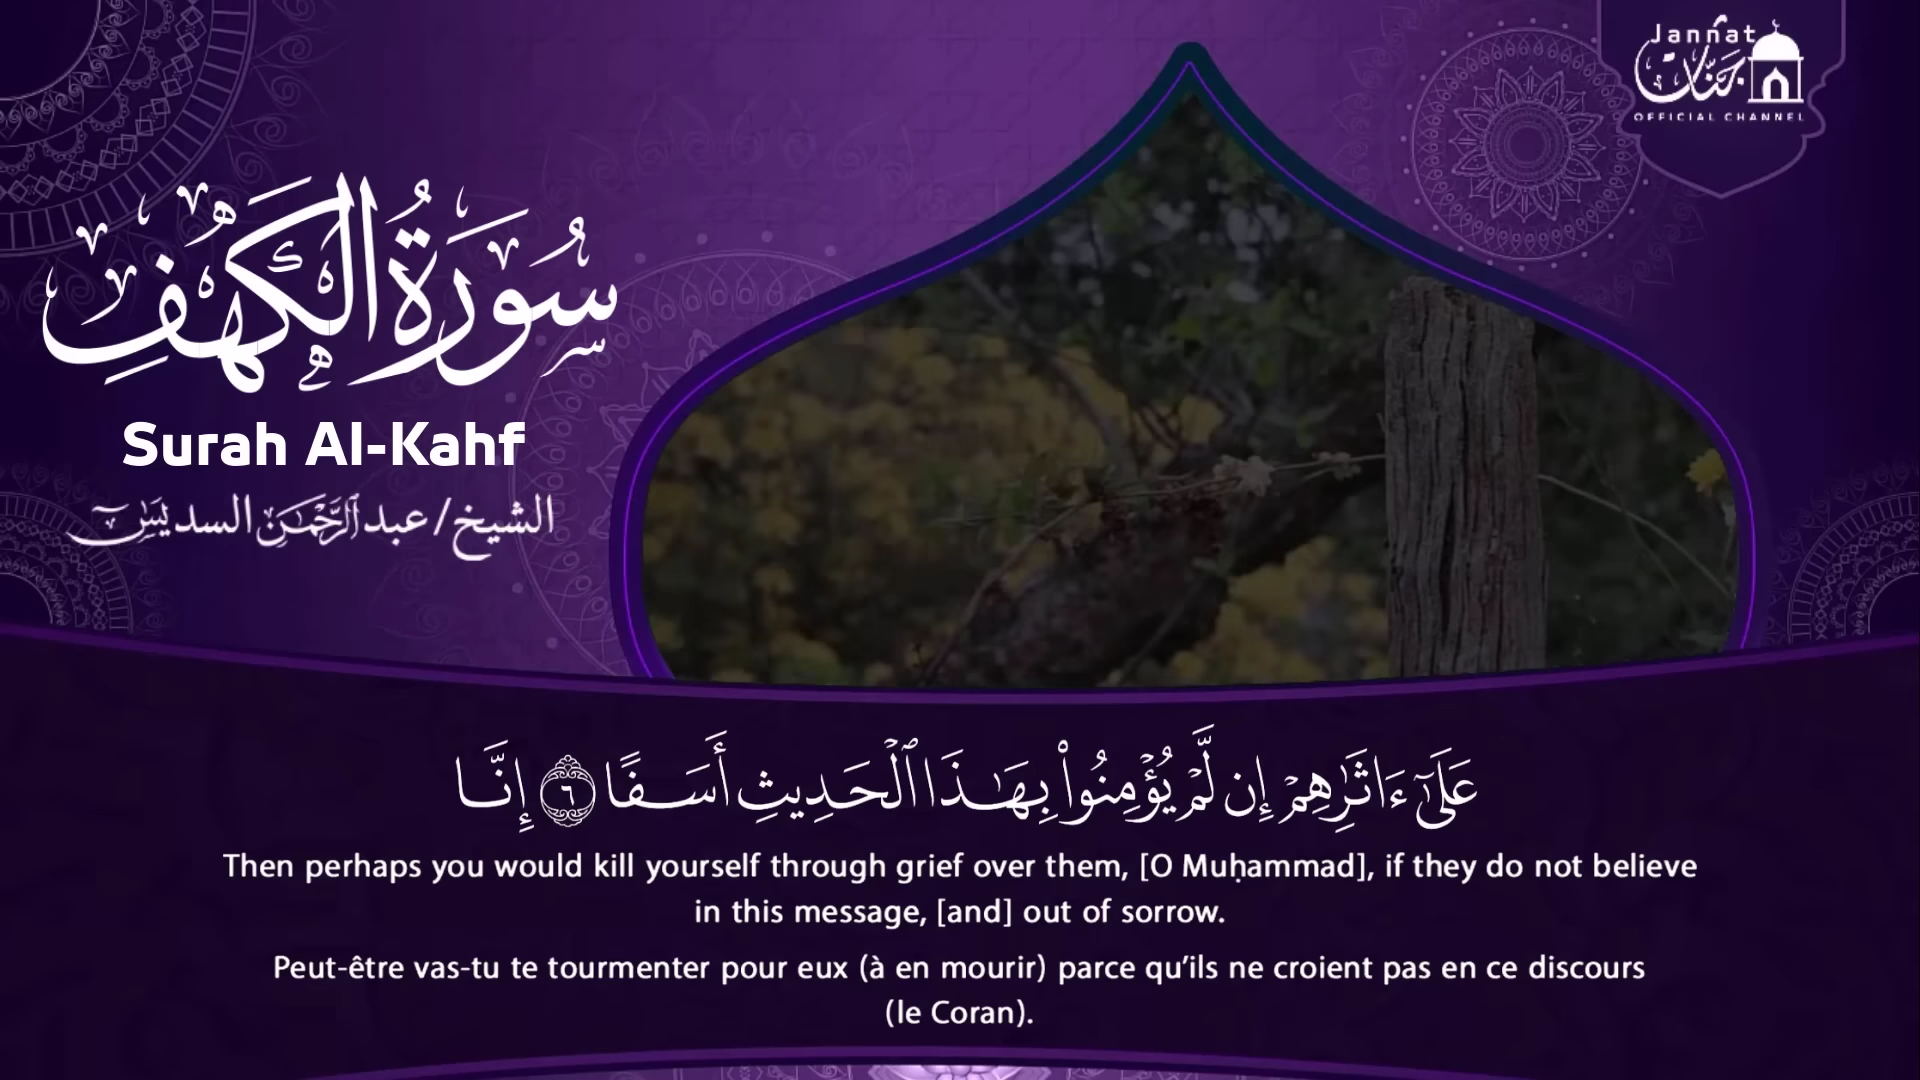 Jannat
جنات
OFFICIAL CHANNEL
سُورَةُ الكَهْفِ
Surah Al-Kahf
الشيخ/ عبد الرَّحْمَٰن السديس
عَلَىٰٓ ءَاثَٰرِهِمْ إِن لَّمْ يُؤْمِنُوا۟ بِهَٰذَا ٱلْحَدِيثِ أَسَفًا ٦ إِنَّا
Then perhaps you would kill yourself through grief over them, [O Muḥammad], if they do not believe
in this message, [and] out of sorrow.
Peut-être vas-tu te tourmenter pour eux (à en mourir) parce qu’ils ne croient pas en ce discours
(le Coran).